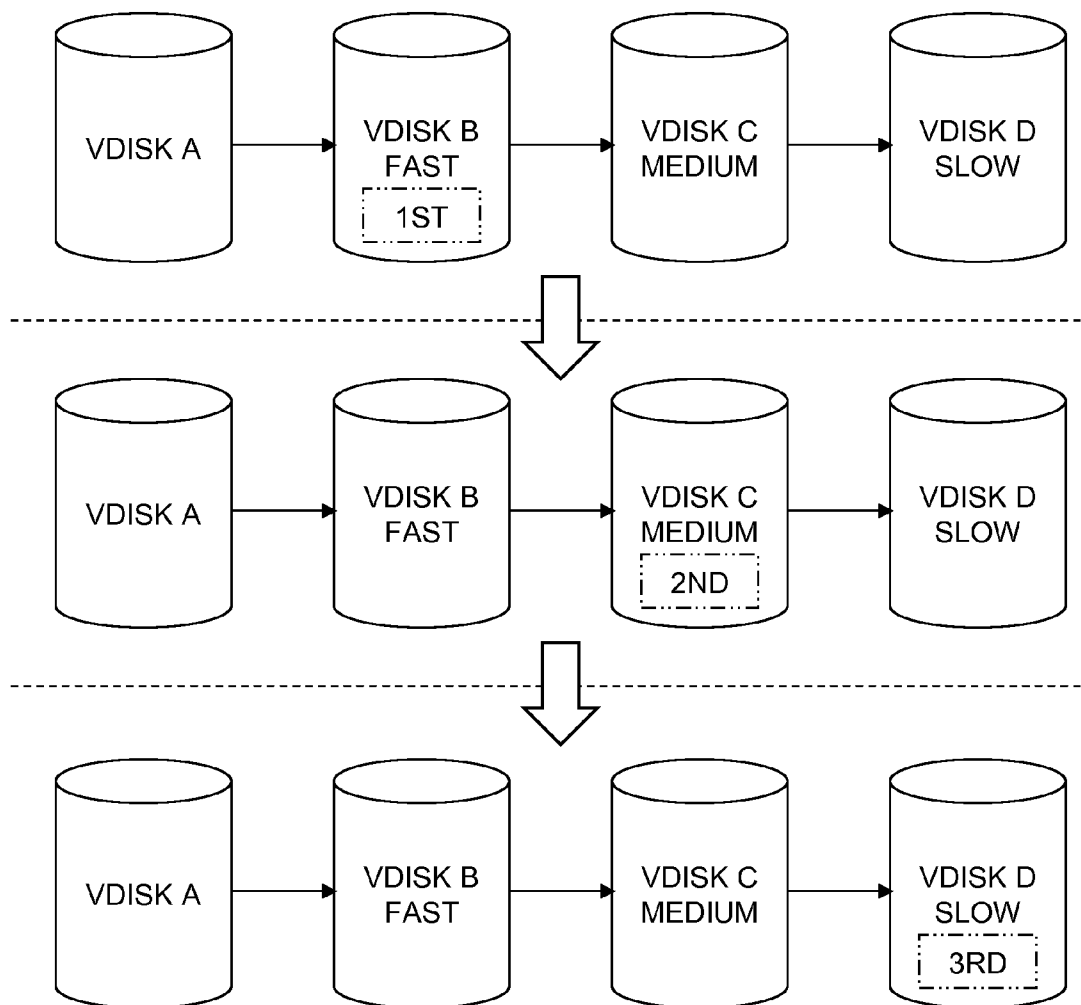 VDISK A
VDISK B
FAST
1ST
VDISK C
MEDIUM
VDISK D
SLOW
VDISK A
VDISK B
FAST
VDISK C
MEDIUM
2ND
VDISK D
SLOW
VDISK A
VDISK B
FAST
VDISK C
MEDIUM
VDISK D
SLOW
3RD